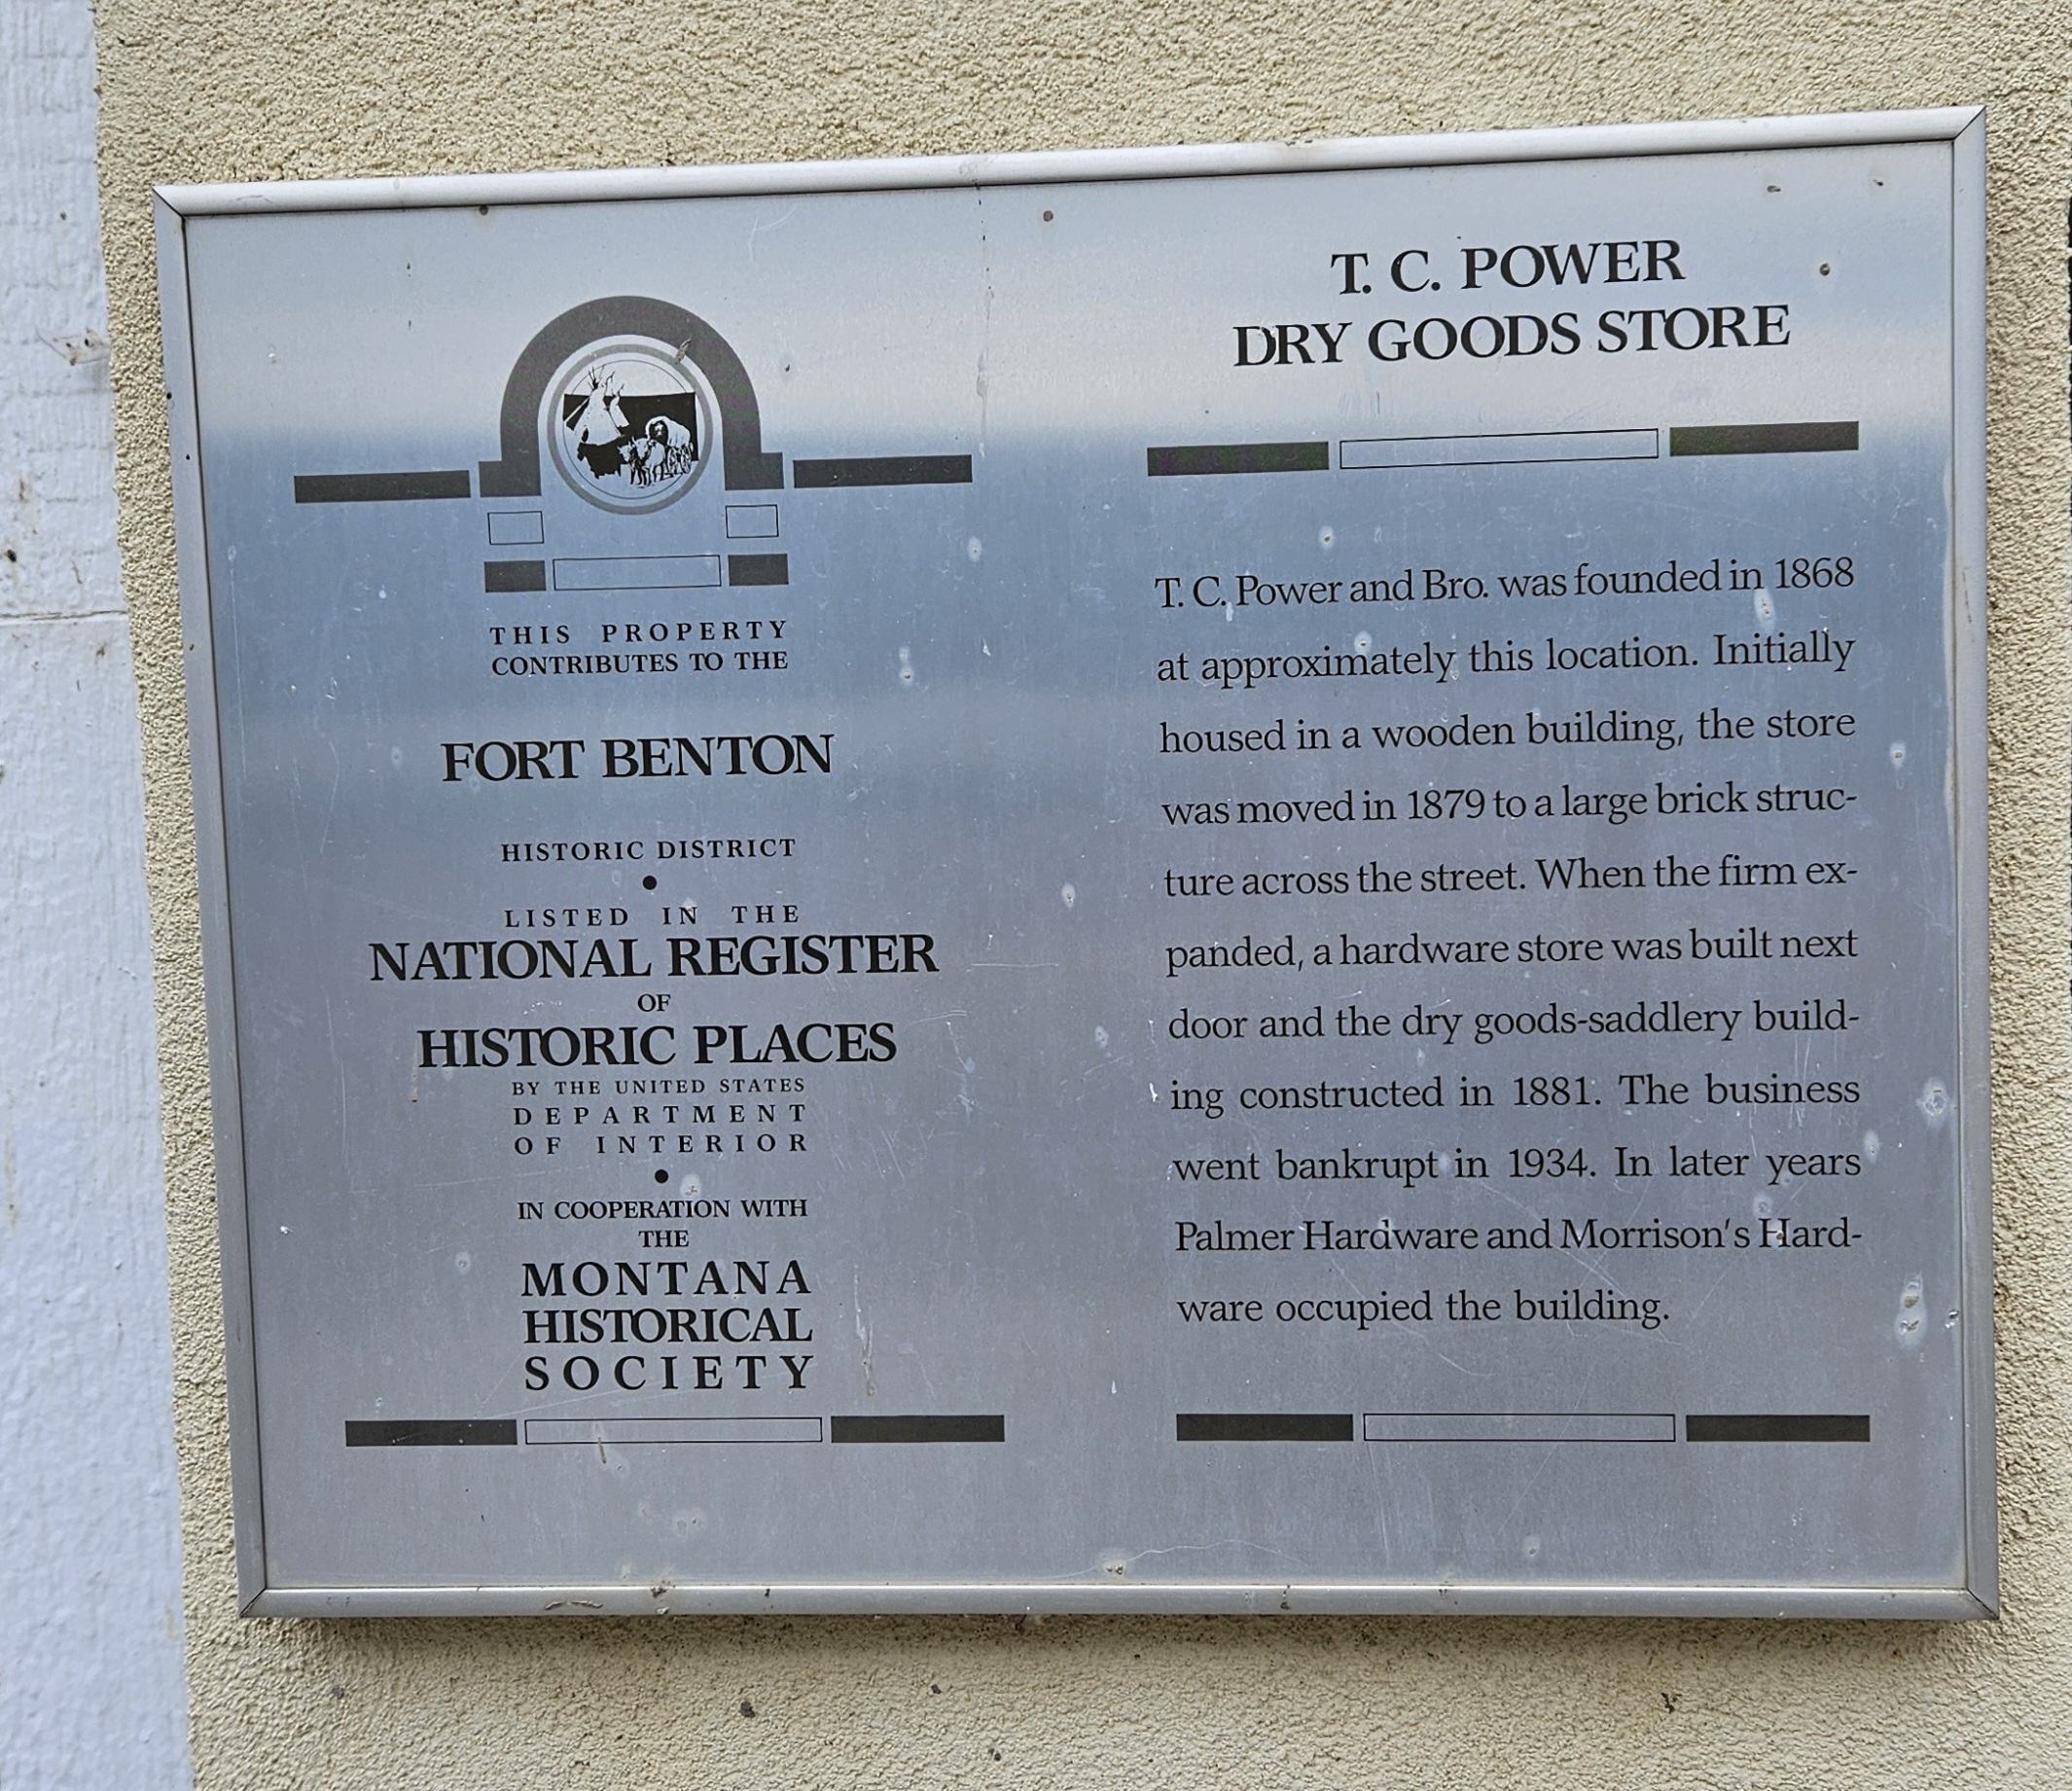 THIS PROPERTY
CONTRIBUTES TO THE
FORT BENTON
HISTORIC DISTRICT
•
LISTED IN THE
NATIONAL REGISTER
OF
HISTORIC PLACES
BY THE UNITED STATES
DEPARTMENT
OF INTERIOR
•
IN COOPERATION WITH
THE
MONTANA
HISTORICAL
SOCIETY
T. C. POWER
DRY GOODS STORE
T. C. Power and Bro. was founded in 1868
at approximately this location. Initially
housed in a wooden building, the store
was moved in 1879 to a large brick struc-
ture across the street. When the firm ex-
panded, a hardware store was built next
door and the dry goods-saddlery build-
ing constructed in 1881. The business
went bankrupt in 1934. In later years
Palmer Hardware and Morrison's Hard-
ware occupied the building.